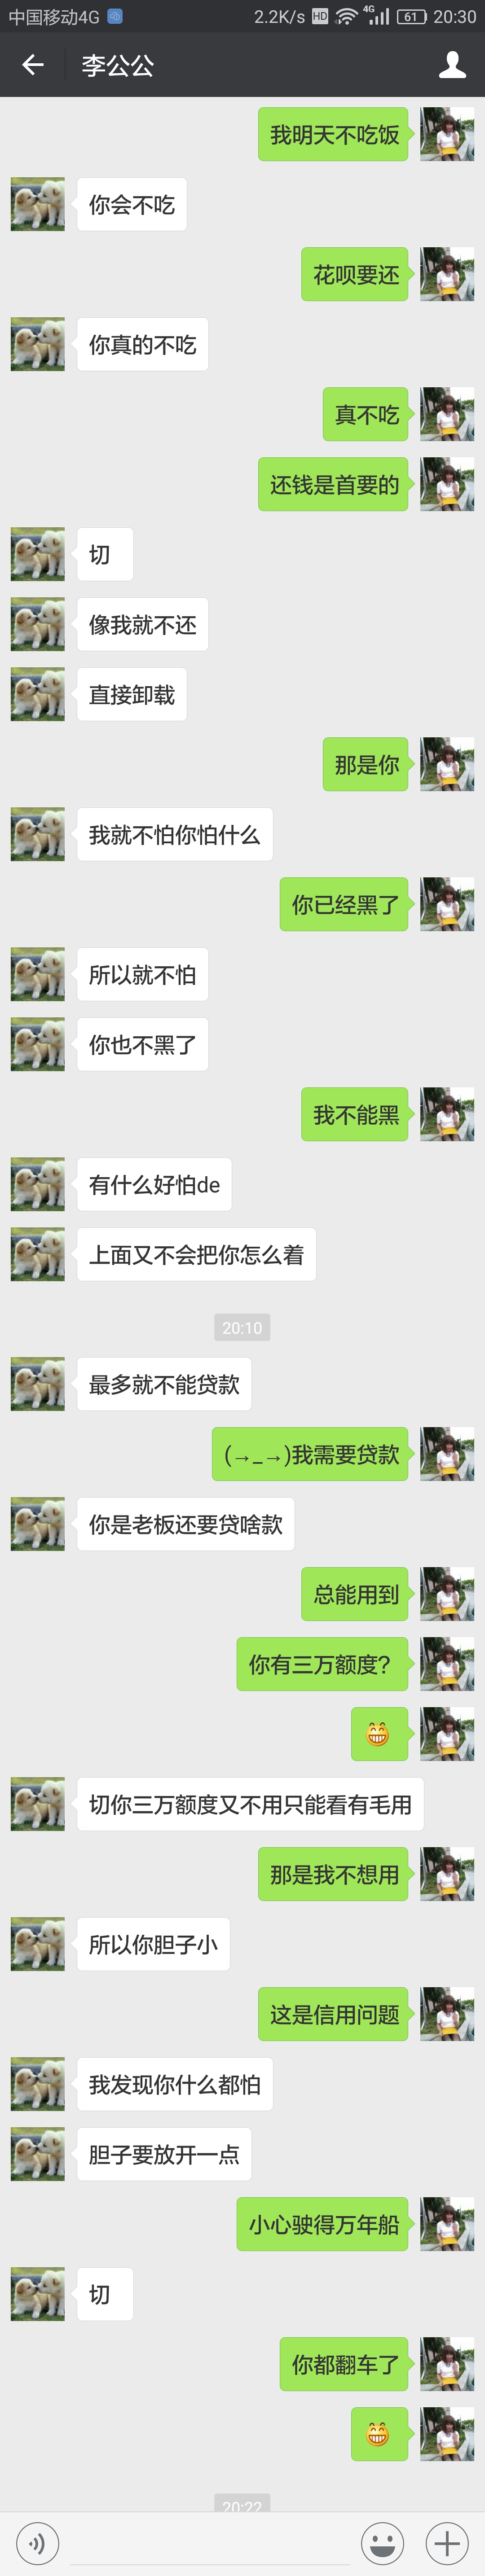 中国移动4G 2.2K/s HD 4G 61 20:30
李公公
我明天不吃饭
你会不吃
花呗要还
你真的不吃
真不吃
还钱是首要的
切
像我就不还
直接卸载
那是你
我就不怕你怕什么
你已经黑了
所以就不怕
你也不黑了
我不能黑
有什么好怕de
上面又不会把你怎么着
20:10
最多就不能贷款
(→_→)我需要贷款
你是老板还要贷啥款
总能用到
你有三万额度？
切你三万额度又不用只能看有毛用
那是我不想用
所以你胆子小
这是信用问题
我发现你什么都怕
胆子要放开一点
小心驶得万年船
切
你都翻车了
20:22